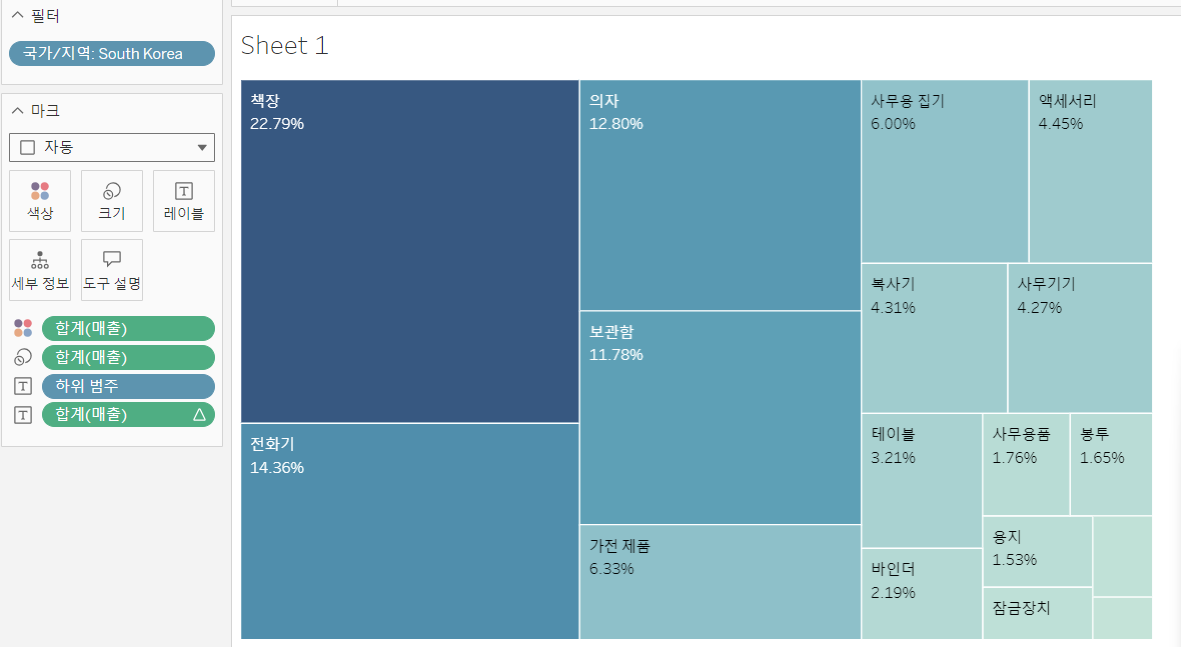 필터
국가/지역: South Korea
마크
자동
색상
크기
레이블
세부 정보
도구 설명
합계(매출)
합계(매출)
하위 범주
합계(매출)
Sheet 1
책장
22.79%
전화기
14.36%
의자
12.80%
보관함
11.78%
가전 제품
6.33%
사무용 집기
6.00%
액세서리
4.45%
복사기
4.31%
사무기기
4.27%
테이블
3.21%
바인더
2.19%
사무용품
1.76%
봉투
1.65%
용지
1.53%
잠금장치